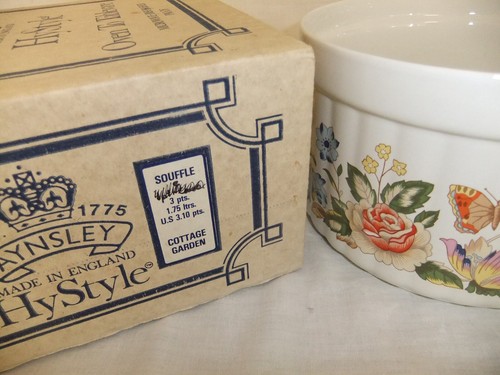 HyStyle
Oven To Table
SOUFFLE
3 pts.
1.75 ltrs.
U.S 3.10 pts.
COTTAGE
GARDEN
1775
AYNSLEY
MADE IN ENGLAND
HyStyle